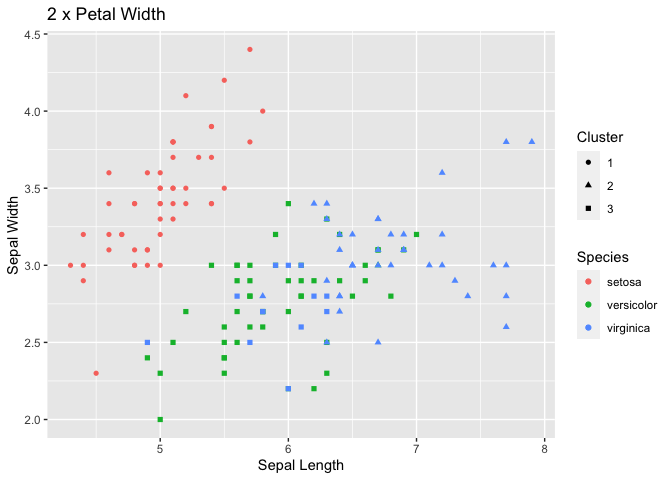 2 x Petal Width
4.5
4.0
3.5
3.0
2.5
2.0
Sepal Width
5
6
7
8
Sepal Length
Cluster
1
2
3
Species
setosa
versicolor
virginica